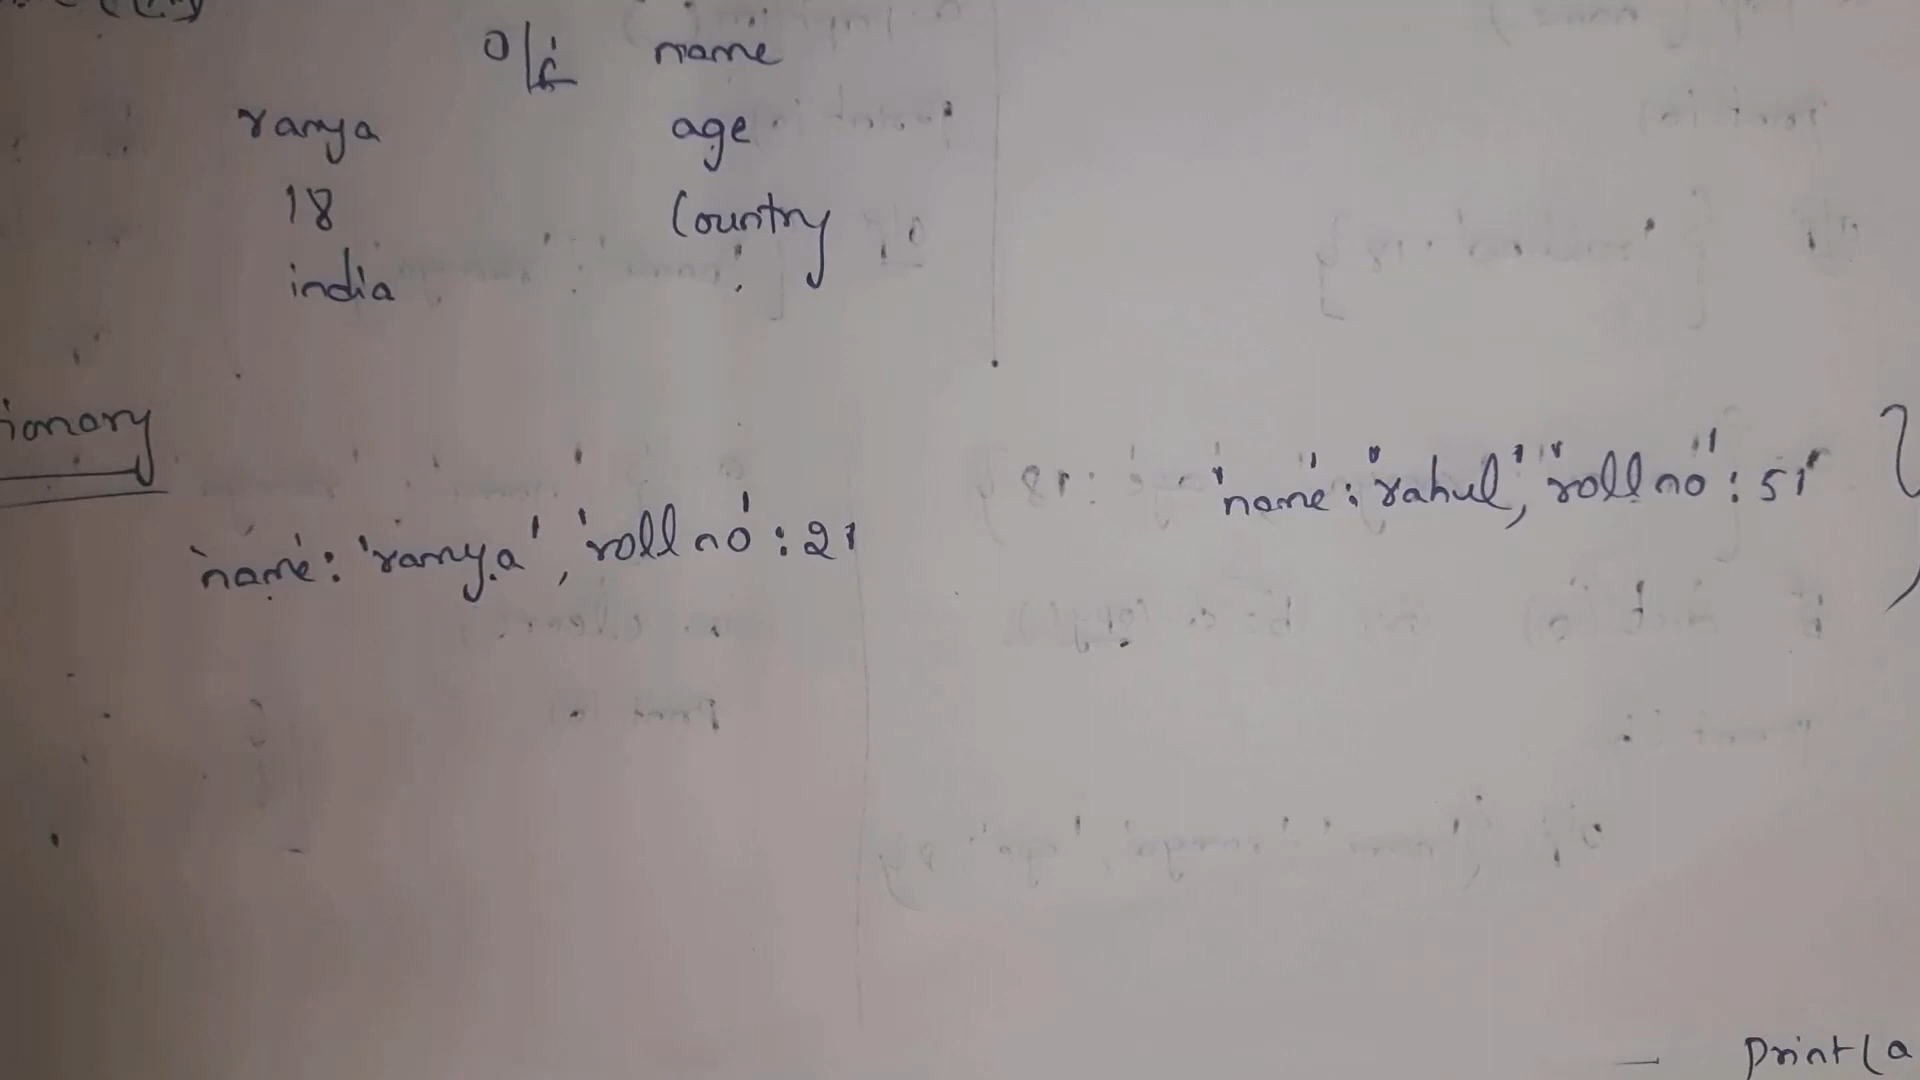 o/p name
ramya age
18 country
india
ionary
'name': 'ramya', 'roll no': 21
'name': 'rahul', 'roll no': 51 }
print(a